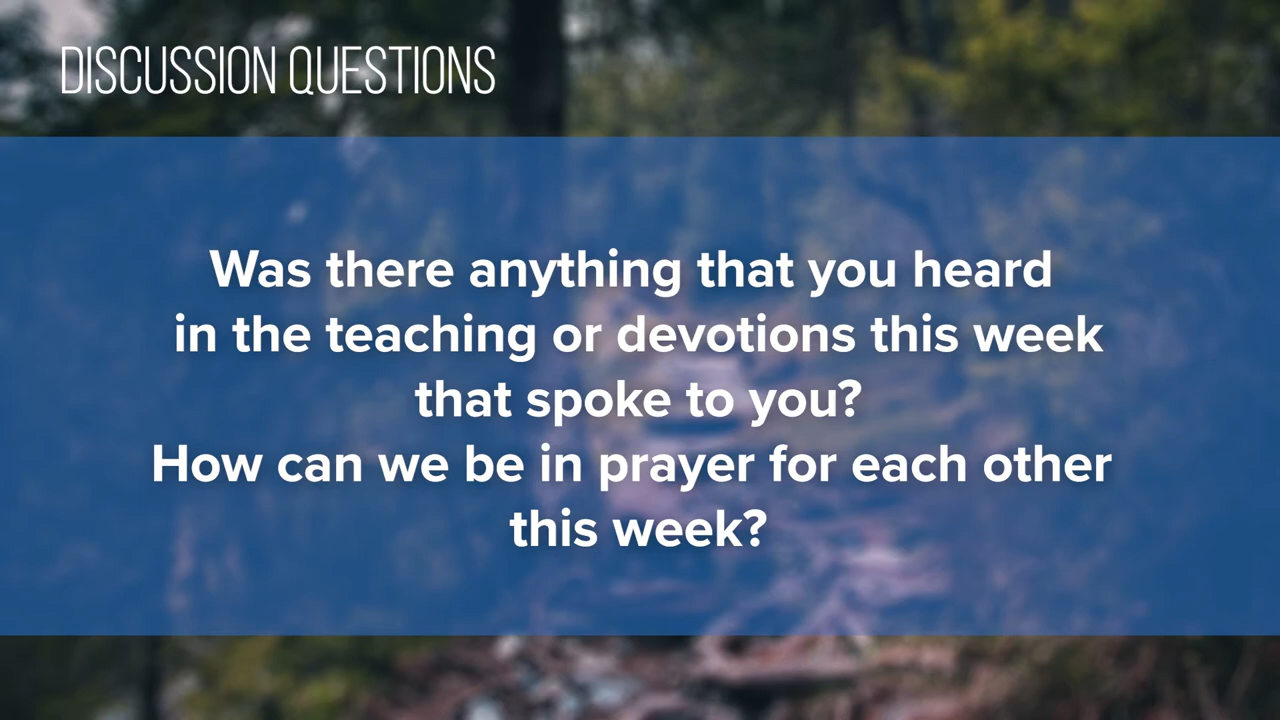 DISCUSSION QUESTIONS
Was there anything that you heard
in the teaching or devotions this week
that spoke to you?
How can we be in prayer for each other
this week?